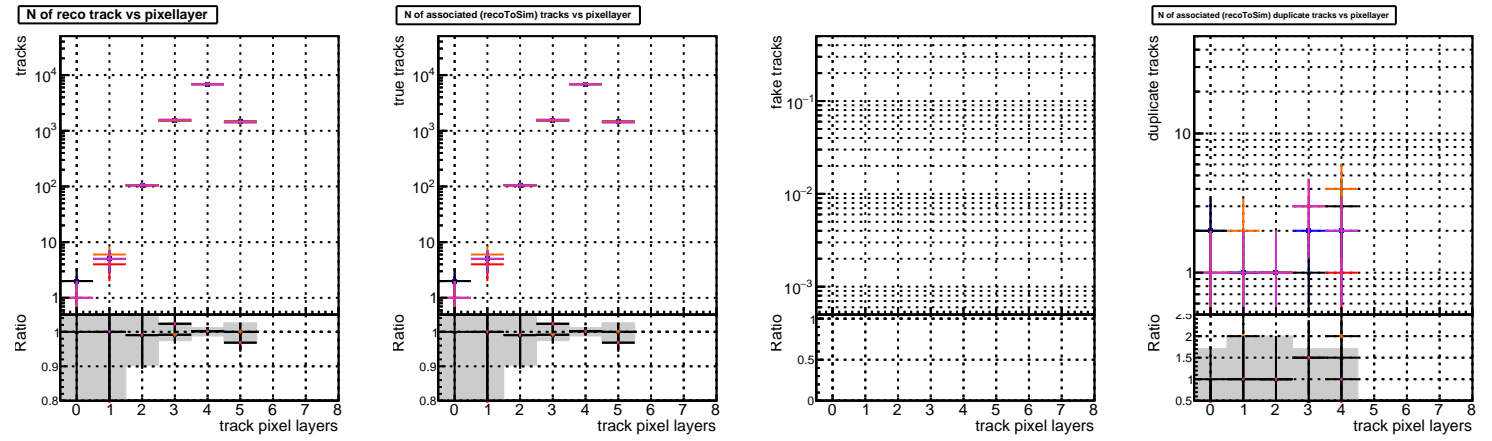 N of reco track vs pixellayer
tracks
10⁴
10³
10²
10
1
Ratio
1
0.9
0.8
0 1 2 3 4 5 6 7 8
track pixel layers
N of associated (recoToSim) tracks vs pixellayer
true tracks
10⁴
10³
10²
10
1
Ratio
1
0.9
0.8
0 1 2 3 4 5 6 7 8
track pixel layers
fake tracks
10⁻¹
10⁻²
10⁻³
Ratio
1
0.5
0
0 1 2 3 4 5 6 7 8
track pixel layers
N of associated (recoToSim) duplicate tracks vs pixellayer
duplicate tracks
10
1
Ratio
2.5
2
1.5
1
0.5
0 1 2 3 4 5 6 7 8
track pixel layers